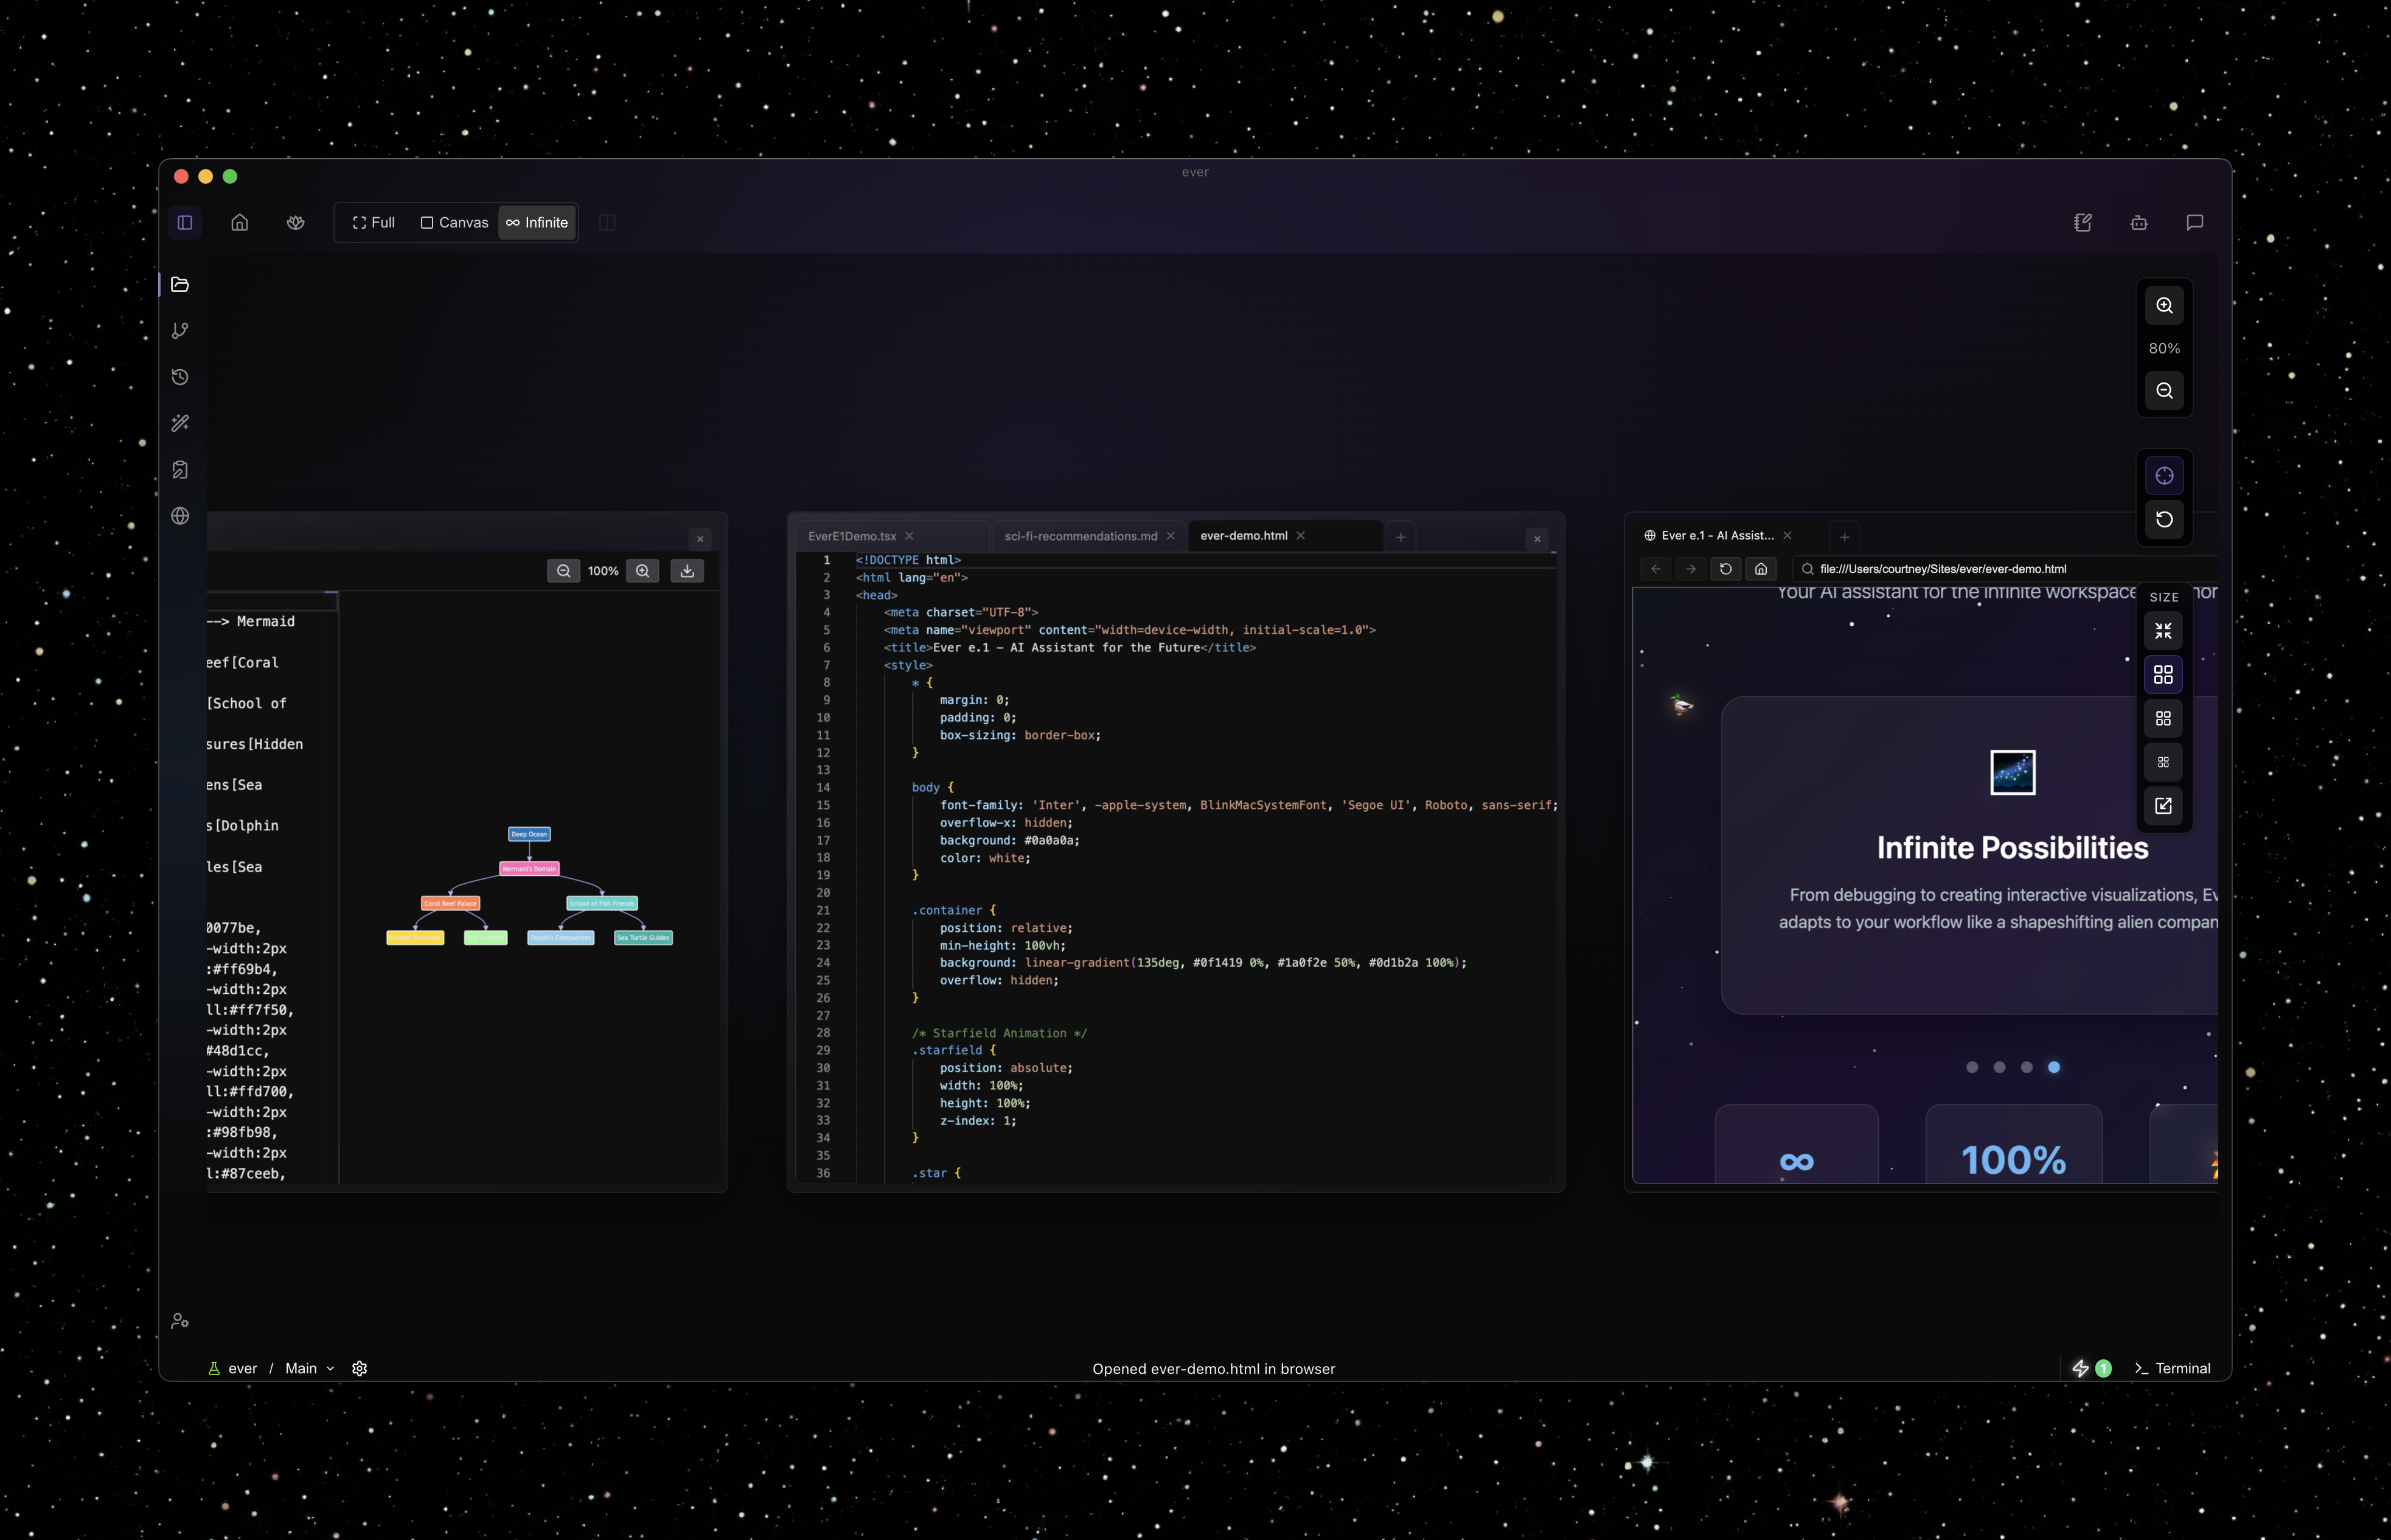 ever
Full
Canvas
Infinite
80%
SIZE
100%
--> Mermaid
eef[Coral
[School of
sures[Hidden
ens[Sea
s[Dolphin
les[Sea
0077be,
-width:2px
:#ff69b4,
-width:2px
ll:#ff7f50,
-width:2px
#48d1cc,
-width:2px
ll:#ffd700,
-width:2px
:#98fb98,
-width:2px
l:#87ceeb,
Deep Ocean
Mermaid's Domain
Coral Reef Palace
School of Fish Friends
Dolphin Companions
Sea Turtle Guides
EverE1Demo.tsx
sci-fi-recommendations.md
ever-demo.html
1 <!DOCTYPE html>
2 <html lang="en">
3 <head>
4 <meta charset="UTF-8">
5 <meta name="viewport" content="width=device-width, initial-scale=1.0">
6 <title>Ever e.1 - AI Assistant for the Future</title>
7 <style>
8 * {
9 margin: 0;
10 padding: 0;
11 box-sizing: border-box;
12 }
13
14 body {
15 font-family: 'Inter', -apple-system, BlinkMacSystemFont, 'Segoe UI', Roboto, sans-serif;
16 overflow-x: hidden;
17 background: #0a0a0a;
18 color: white;
19 }
20
21 .container {
22 position: relative;
23 min-height: 100vh;
24 background: linear-gradient(135deg, #0f1419 0%, #1a0f2e 50%, #0d1b2a 100%);
25 overflow: hidden;
26 }
27
28 /* Starfield Animation */
29 .starfield {
30 position: absolute;
31 width: 100%;
32 height: 100%;
33 z-index: 1;
34 }
35
36 .star {
Ever e.1 - AI Assist...
file:///Users/courtney/Sites/ever/ever-demo.html
Your AI assistant for the infinite workspace
Infinite Possibilities
From debugging to creating interactive visualizations, Ev
adapts to your workflow like a shapeshifting alien compan
∞
100%
ever / Main
Opened ever-demo.html in browser
1
Terminal